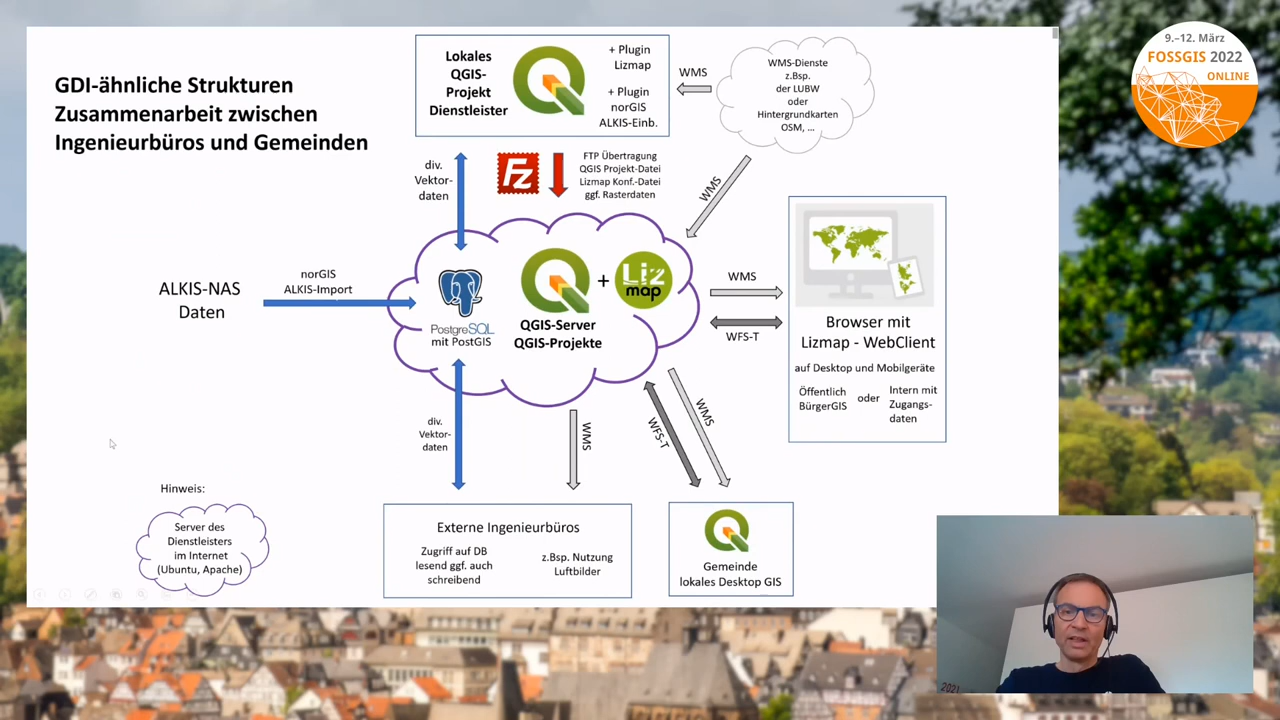 GDI-ähnliche Strukturen
Zusammenarbeit zwischen
Ingenieurbüros und Gemeinden
Lokales
QGIS-
Projekt
Dienstleister
+ Plugin
Lizmap
+ Plugin
norGIS
ALKIS-Einb.
WMS
WMS-Dienste
z.Bsp.
der LUBW
oder
Hintergrundkarten
OSM, ...
9.–12. März
FOSSGIS 2022
ONLINE
div.
Vektor-
daten
Fz
FTP Übertragung
QGIS Projekt-Datei
Lizmap Konf.-Datei
ggf. Rasterdaten
WMS
ALKIS-NAS
Daten
norGIS
ALKIS-Import
PostgreSQL
mit PostGIS
+
Liz
map
QGIS-Server
QGIS-Projekte
WMS
WFS-T
Browser mit
Lizmap - WebClient
auf Desktop und Mobilgeräte
Öffentlich
BürgerGIS
oder
Intern mit
Zugangs-
daten
div.
Vektor-
daten
WMS
WFS-T
WMS
Hinweis:
Server des
Dienstleisters
im Internet
(Ubuntu, Apache)
Externe Ingenieurbüros
Zugriff auf DB
lesend ggf. auch
schreibend
z.Bsp. Nutzung
Luftbilder
Gemeinde
lokales Desktop GIS
2021